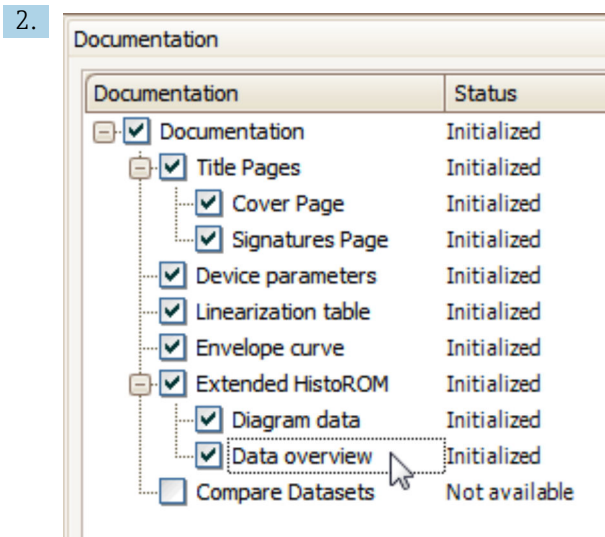 2.
Documentation
Documentation Status
Documentation Initialized
Title Pages Initialized
Cover Page Initialized
Signatures Page Initialized
Device parameters Initialized
Linearization table Initialized
Envelope curve Initialized
Extended HistoROM Initialized
Diagram data Initialized
Data overview Initialized
Compare Datasets Not available